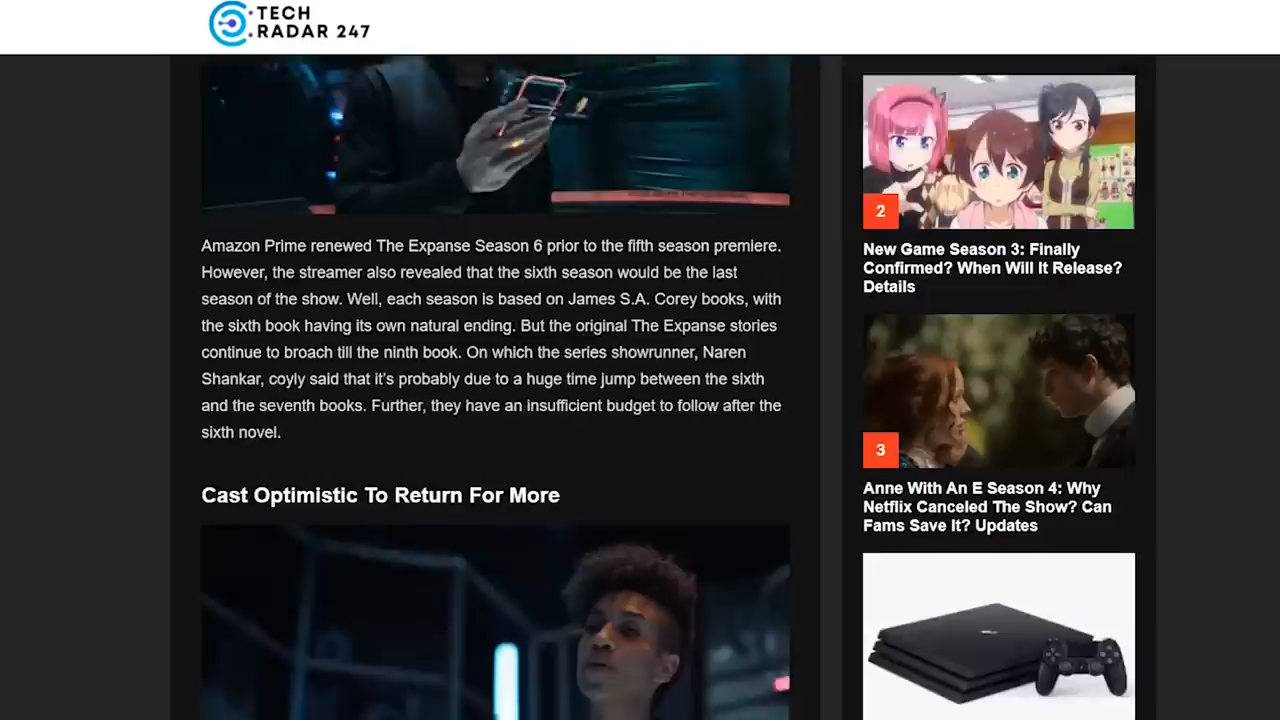 TECH
RADAR 247
Amazon Prime renewed The Expanse Season 6 prior to the fifth season premiere.
However, the streamer also revealed that the sixth season would be the last
season of the show. Well, each season is based on James S.A. Corey books, with
the sixth book having its own natural ending. But the original The Expanse stories
continue to broach till the ninth book. On which the series showrunner, Naren
Shankar, coyly said that it's probably due to a huge time jump between the sixth
and the seventh books. Further, they have an insufficient budget to follow after the
sixth novel.
Cast Optimistic To Return For More
2
New Game Season 3: Finally
Confirmed? When Will It Release?
Details
3
Anne With An E Season 4: Why
Netflix Canceled The Show? Can
Fams Save It? Updates